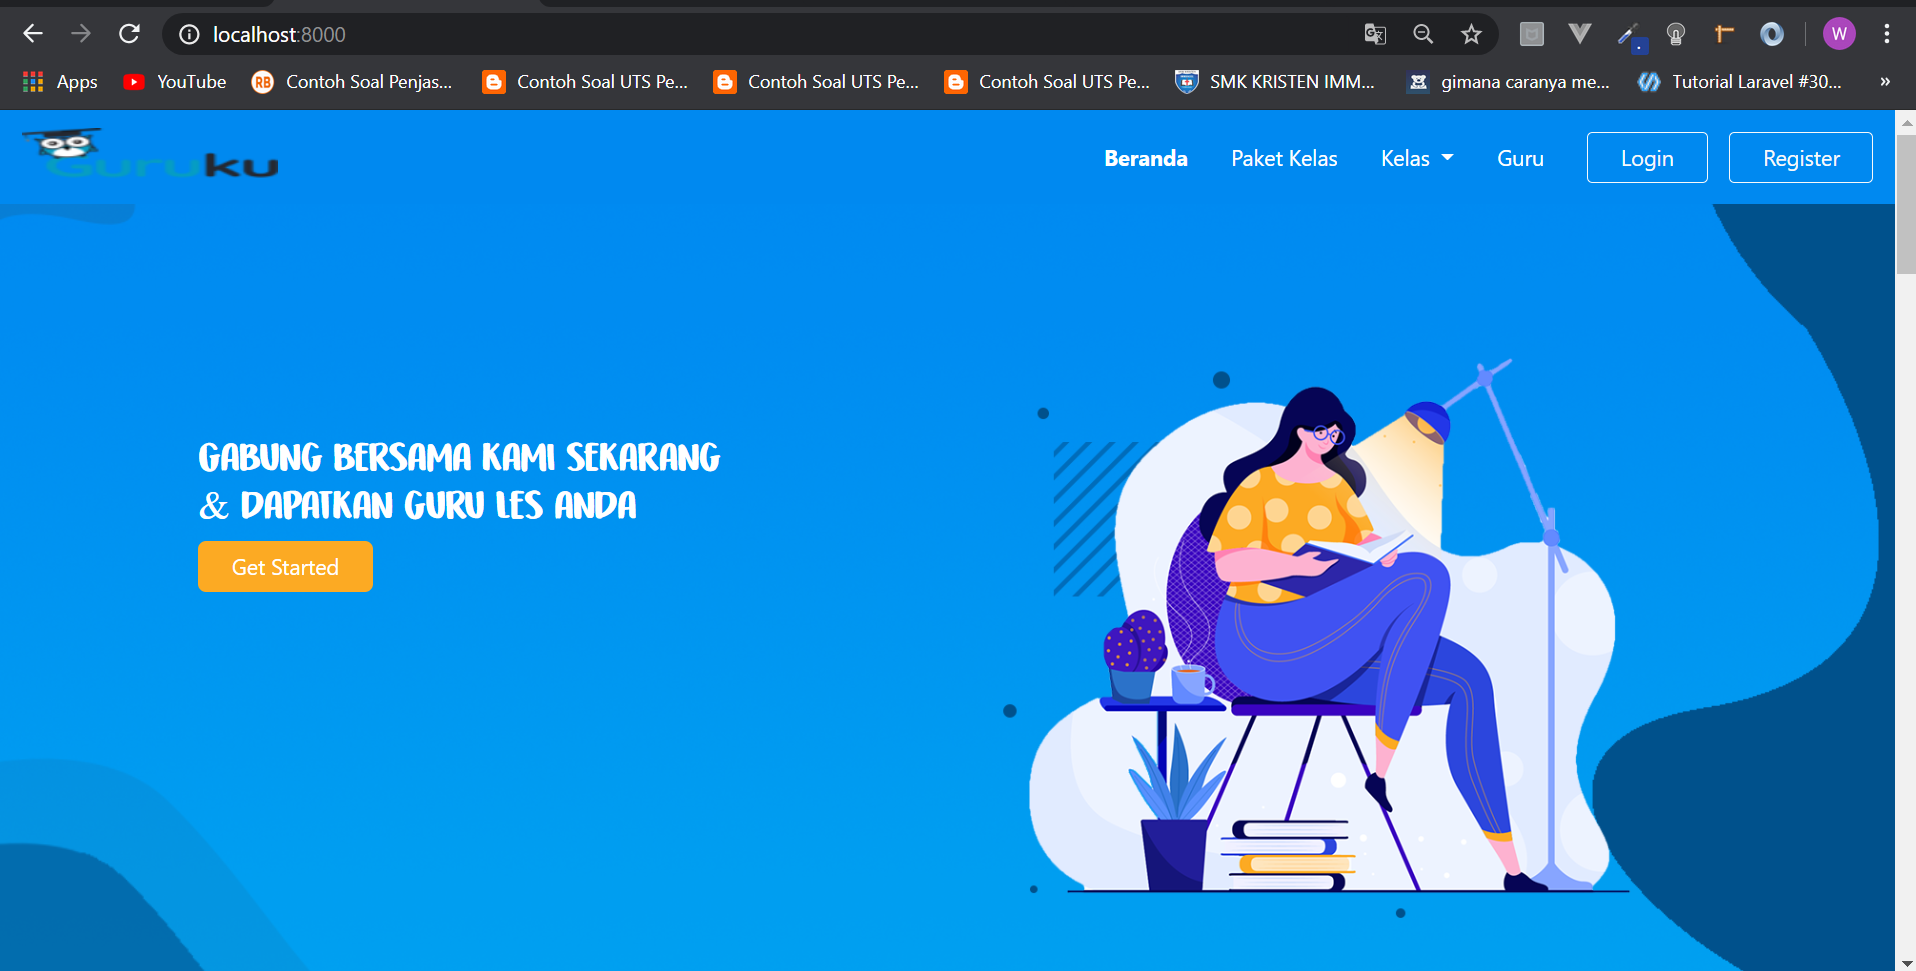 localhost:8000
W
Apps YouTube RB Contoh Soal Penjas... Contoh Soal UTS Pe... Contoh Soal UTS Pe... Contoh Soal UTS Pe... SMK KRISTEN IMM... gimana caranya me... Tutorial Laravel #30... »
Guruku
Beranda Paket Kelas Kelas Guru Login Register
GABUNG BERSAMA KAMI SEKARANG
& DAPATKAN GURU LES ANDA
Get Started